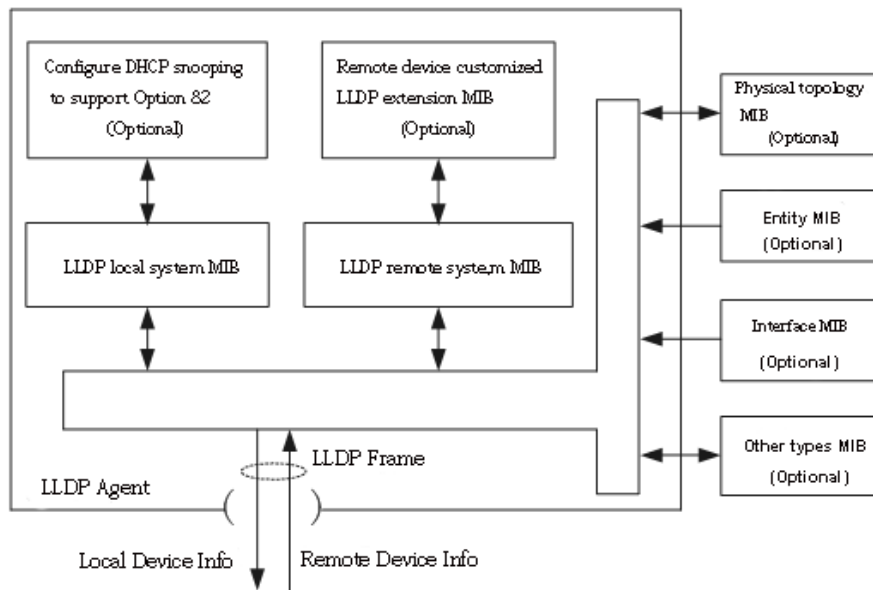 Configure DHCP snooping
to support Option 82
(Optional)
Remote device customized
LLDP extension MIB
(Optional)
Physical topology
MIB
(Optional)
LLDP local system MIB
LLDP remote syste,m MIB
Entity MIB
(Optional)
Interface MIB
(Optional)
Other types MIB
(Optional)
LLDP Frame
LLDP Agent
Local Device Info
Remote Device Info